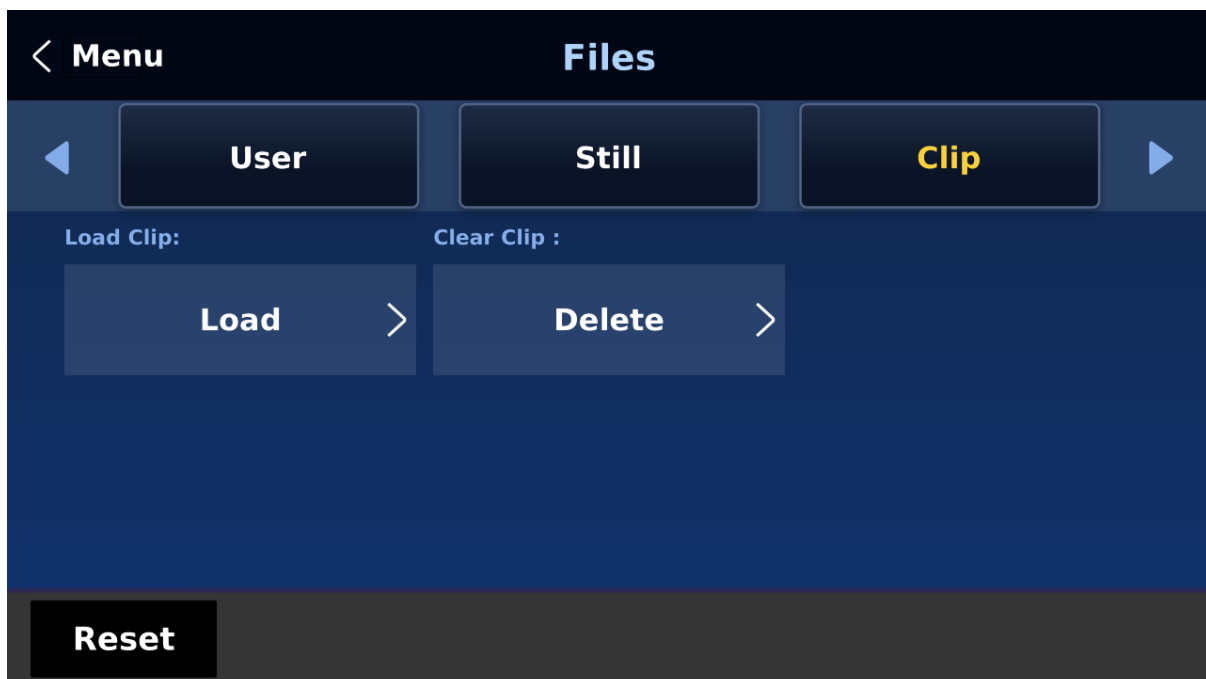 Menu
Files
User
Still
Clip
Load Clip:
Clear Clip :
Load
Delete
Reset